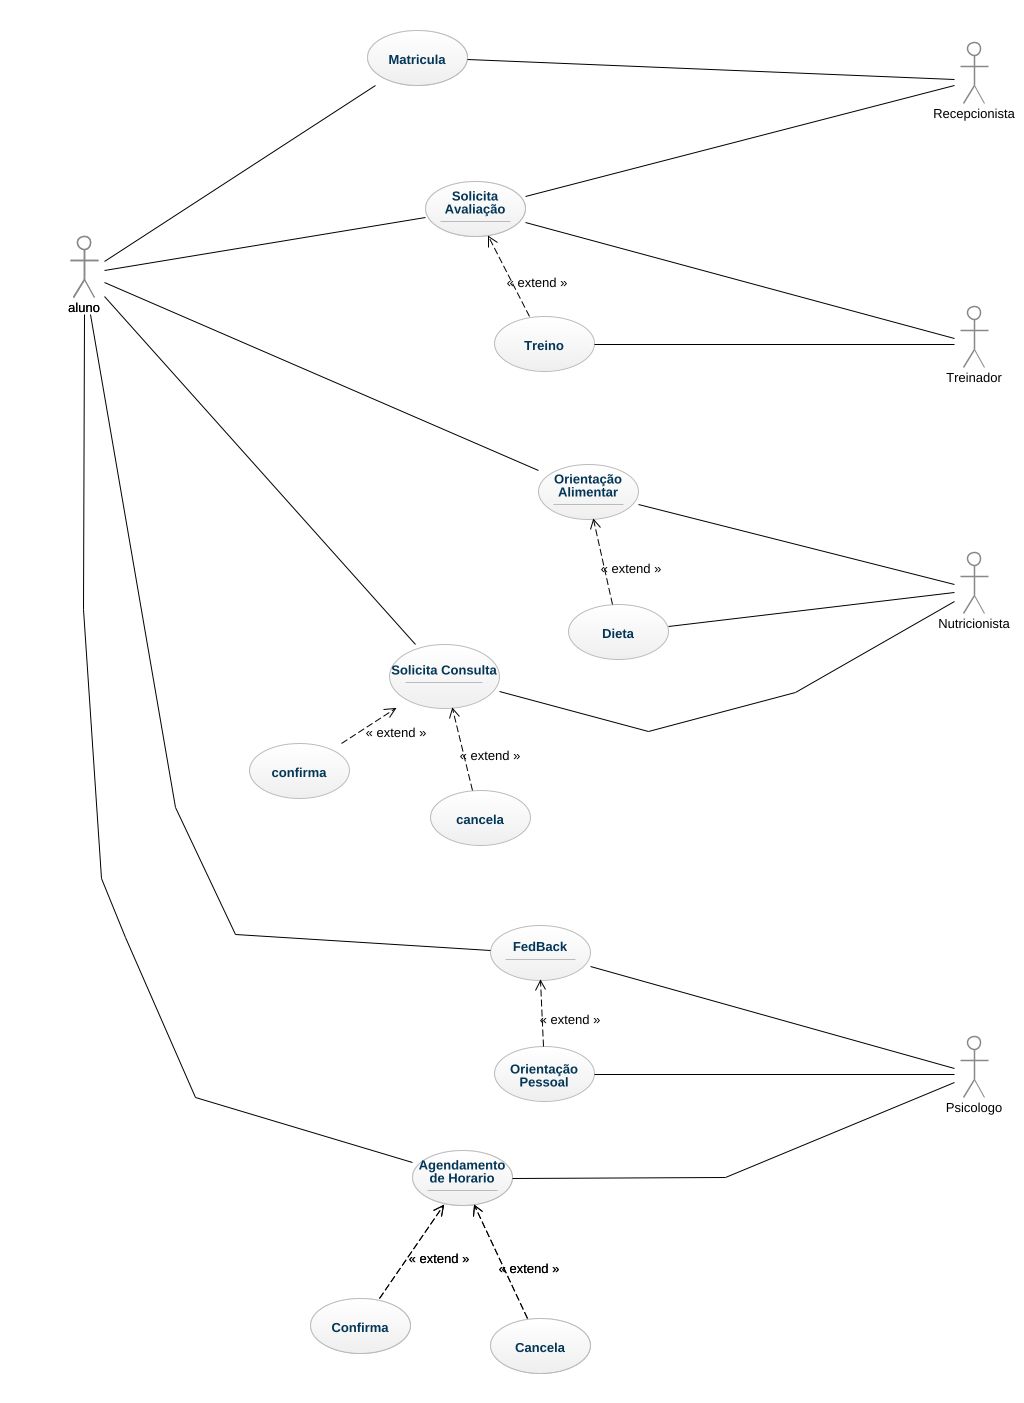 Matricula
Recepcionista
Solicita
Avaliação
aluno
« extend »
Treino
Treinador
Orientação
Alimentar
« extend »
Dieta
Nutricionista
Solicita Consulta
« extend »
« extend »
confirma
cancela
FedBack
« extend »
Orientação
Pessoal
Psicologo
Agendamento
de Horario
« extend »
« extend »
Confirma
Cancela